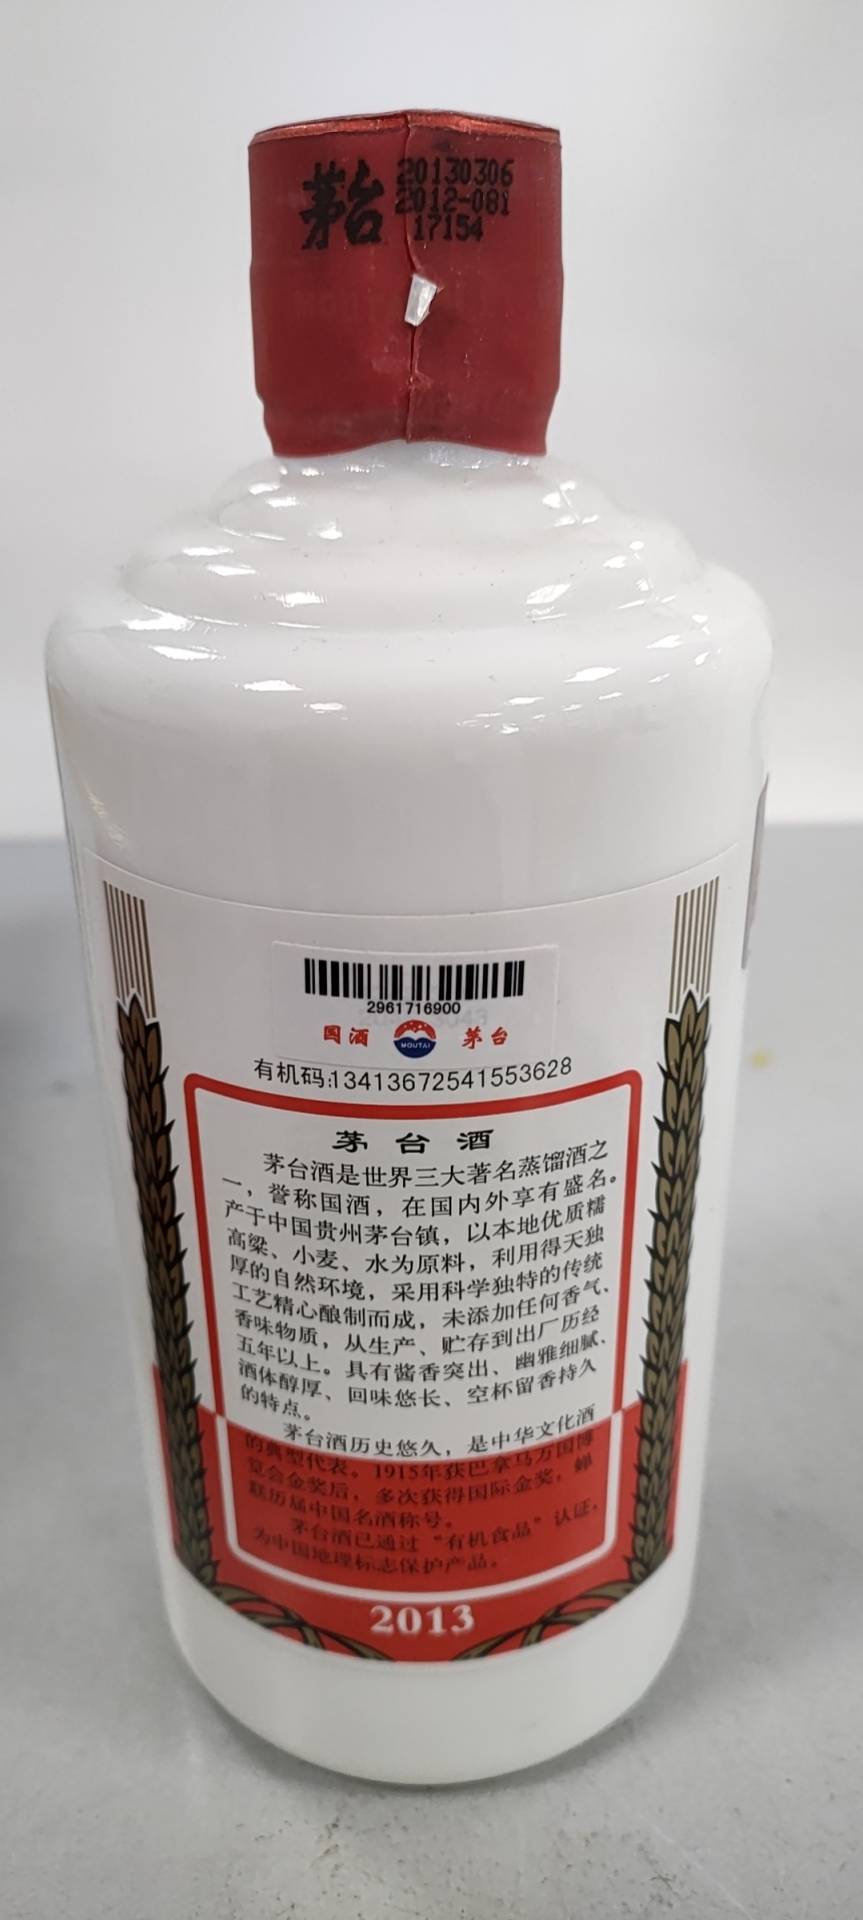 茅台
20130306
2012-081
17154
2961716900
国酒 MOUTAI 茅台
有机码:13413672541553628
茅台酒
茅台酒是世界三大著名蒸馏酒之
一，誉称国酒，在国内外享有盛名。
产于中国贵州茅台镇，以本地优质糯
高粱、小麦、水为原料，利用得天独
厚的自然环境，采用科学独特的传统
工艺精心酿制而成，未添加任何香气、
香味物质，从生产、贮存到出厂历经
五年以上。具有酱香突出、幽雅细腻、
酒体醇厚、回味悠长、空杯留香持久
的特点。
茅台酒历史悠久，是中华文化酒
的典型代表。1915年获巴拿马万国博
览会金奖后，多次获得国际金奖，蝉
联历届中国名酒称号。
茅台酒已通过“有机食品”认证，
为中国地理标志保护产品。
2013